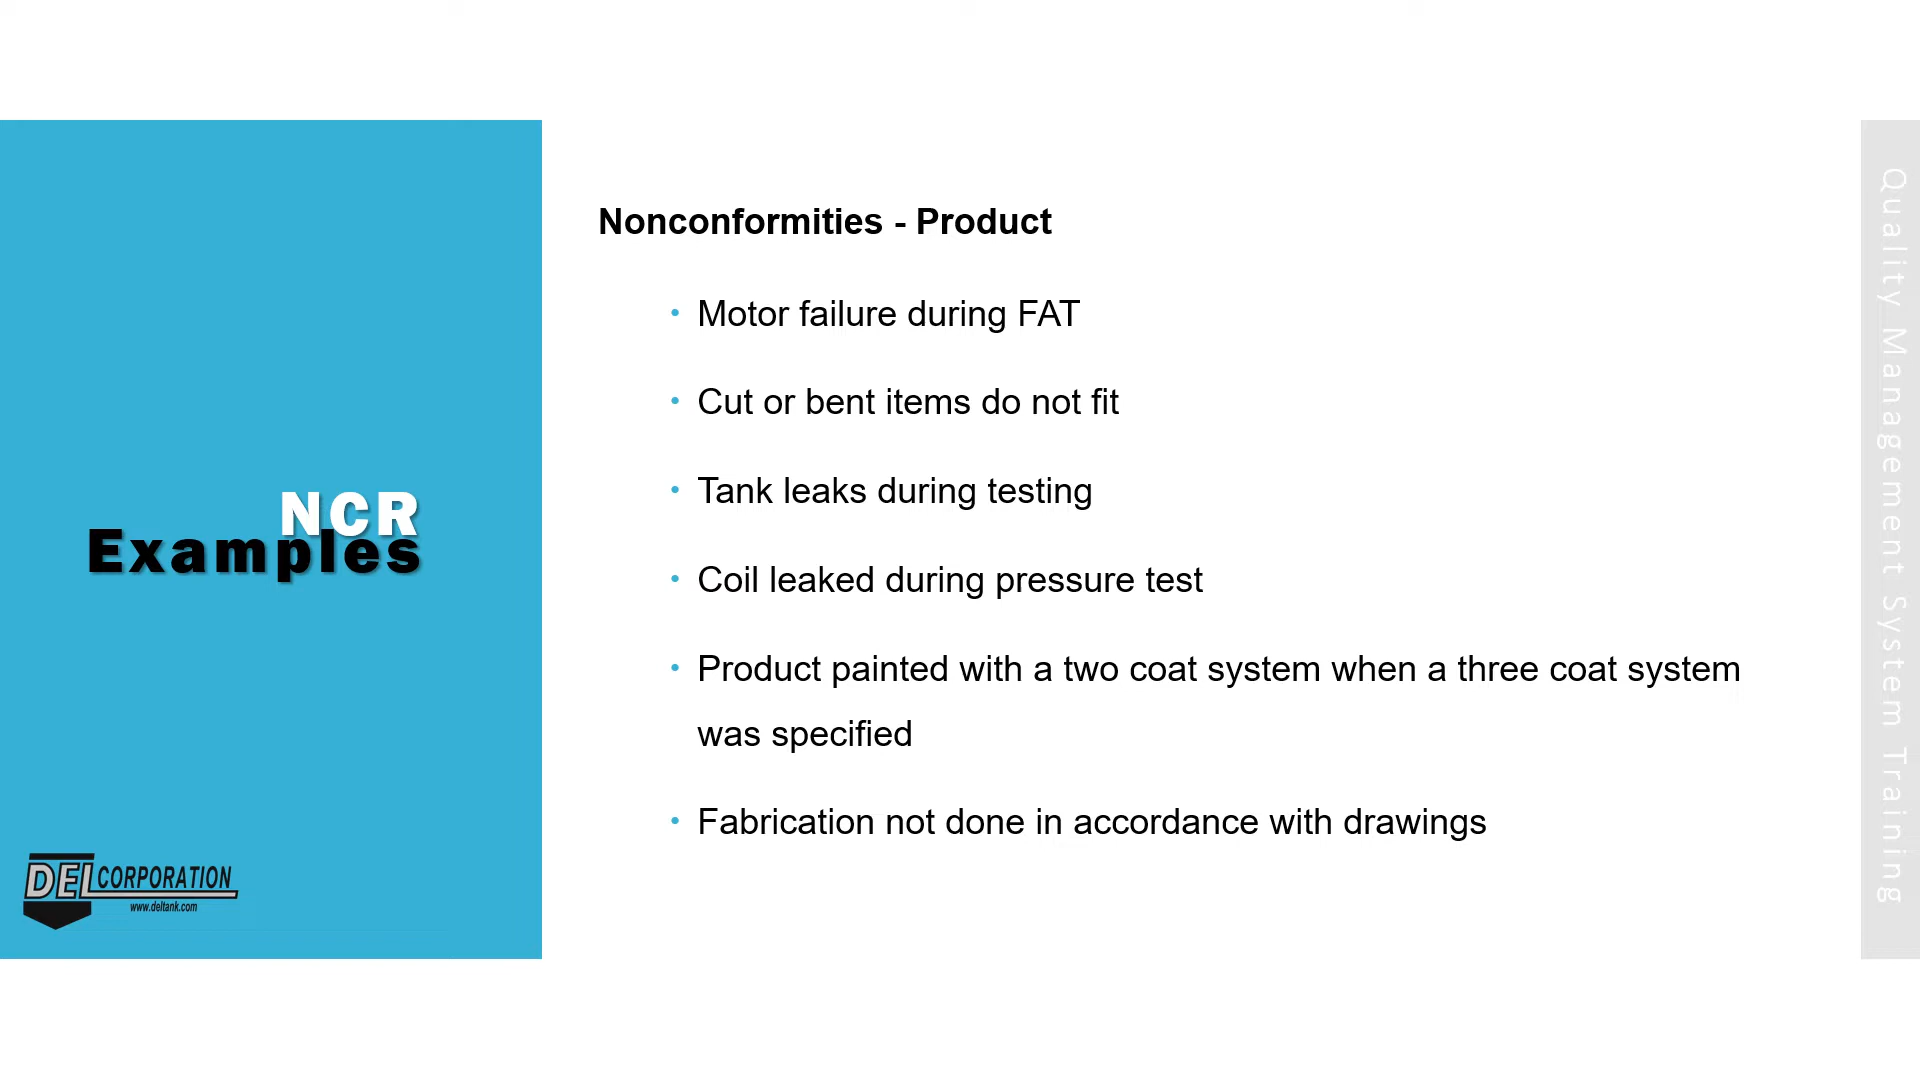 NCR
Examples
DEL CORPORATION
www.deltank.com
Nonconformities - Product
• Motor failure during FAT
• Cut or bent items do not fit
• Tank leaks during testing
• Coil leaked during pressure test
• Product painted with a two coat system when a three coat system
was specified
• Fabrication not done in accordance with drawings
Quality Management System Training